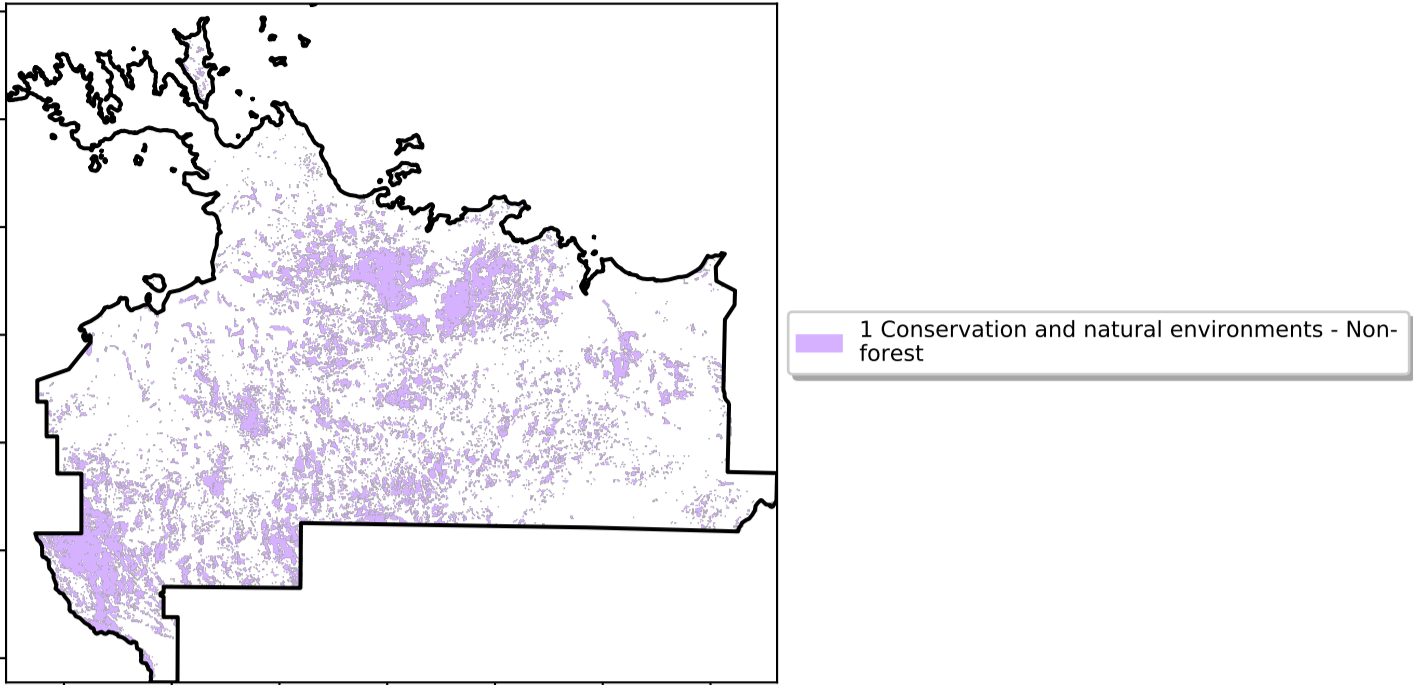 1 Conservation and natural environments - Non-
forest